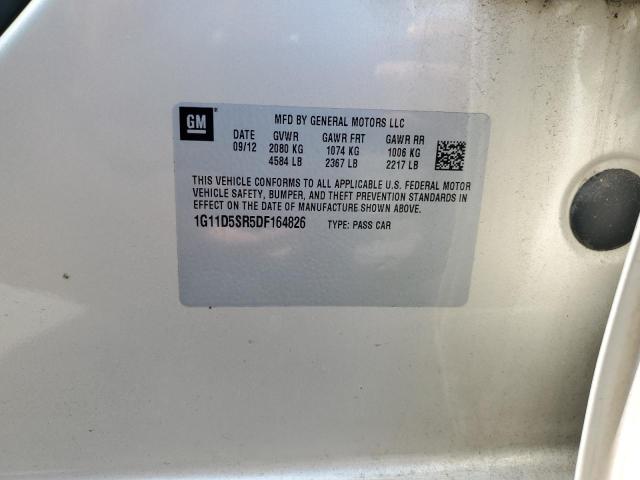 GM MFD BY GENERAL MOTORS LLC
DATE GVWR GAWR FRT GAWR RR
09/12 2080 KG 1074 KG 1006 KG
4584 LB 2367 LB 2217 LB
THIS VEHICLE CONFORMS TO ALL APPLICABLE U.S. FEDERAL MOTOR
VEHICLE SAFETY, BUMPER, AND THEFT PREVENTION STANDARDS IN
EFFECT ON THE DATE OF MANUFACTURE SHOWN ABOVE.
1G11D5SR5DF164826 TYPE: PASS CAR